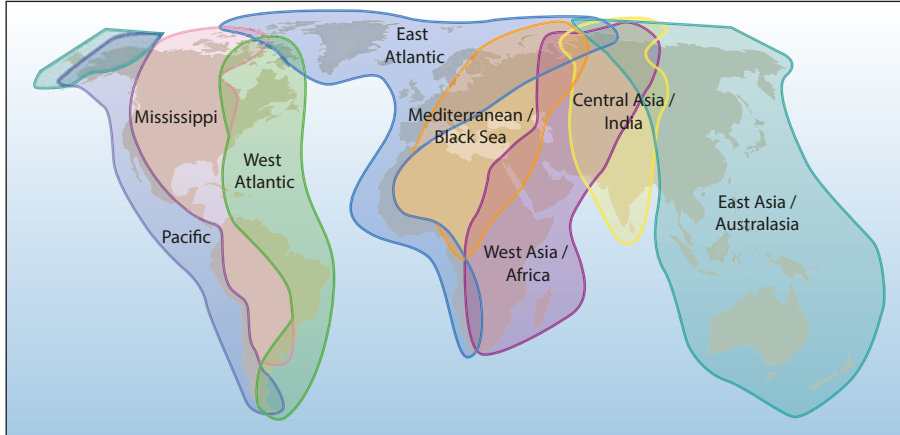 East
Atlantic
Mississippi
Mediterranean /
Black Sea
Central Asia /
India
West
Atlantic
Pacific
West Asia /
Africa
East Asia /
Australasia